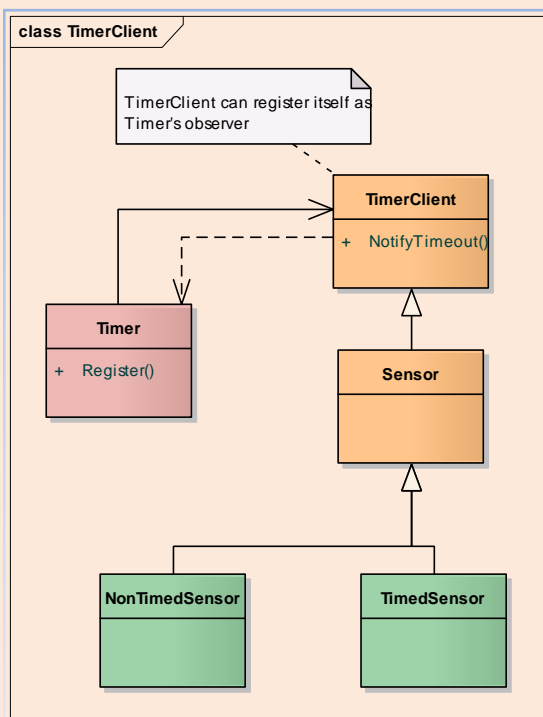 class TimerClient
TimerClient can register itself as
Timer's observer
TimerClient
+ NotifyTimeout()
Timer
+ Register()
Sensor
NonTimedSensor
TimedSensor